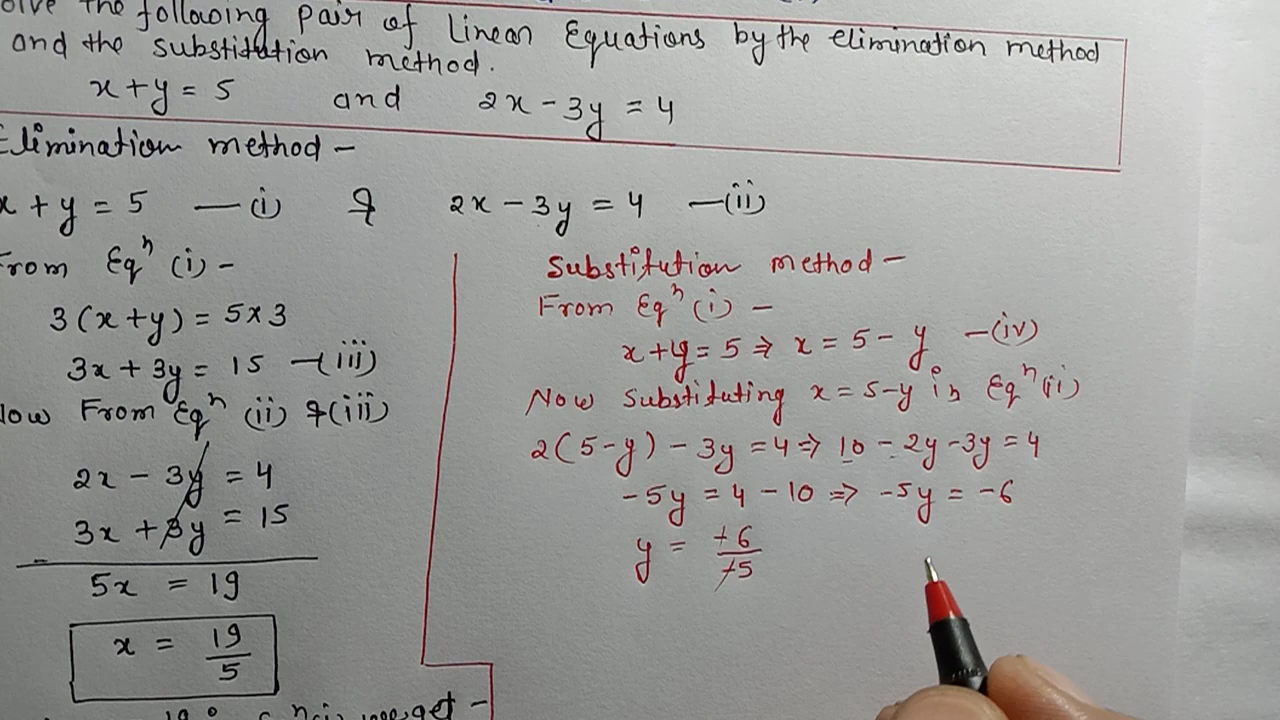 the following pair of linear Equations by the elimination method
and the substitution method.
x+y=5 and 2x-3y=4
Elimination method-
x+y=5 —(i) & 2x-3y=4 —(ii)
From Eqⁿ (i)-
3(x+y)=5×3
3x+3y=15 —(iii)
Now From Eqⁿ (ii) & (iii)
2x-3y=4
3x+3y=15
5x=19
x=19/5
get-
Substitution method-
From Eqⁿ(i)-
x+y=5⇒x=5-y —(iv)
Now Substituting x=5-y in Eqⁿ(ii)
2(5-y)-3y=4⇒10-2y-3y=4
-5y=4-10⇒-5y=-6
y=-6/-5